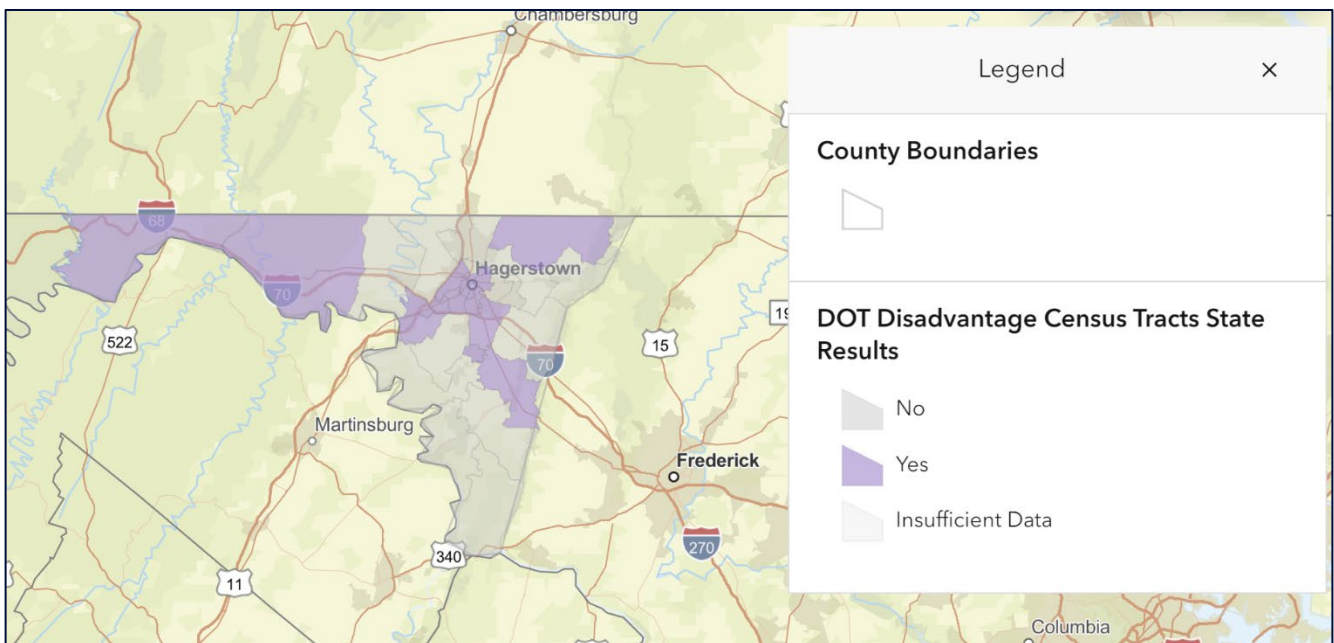 Chambersburg
Legend ×
County Boundaries
68
Hagerstown
70
19
DOT Disadvantage Census Tracts State
Results
522
15
70
No
Martinsburg
Yes
Frederick
Insufficient Data
340
270
11
Columbia